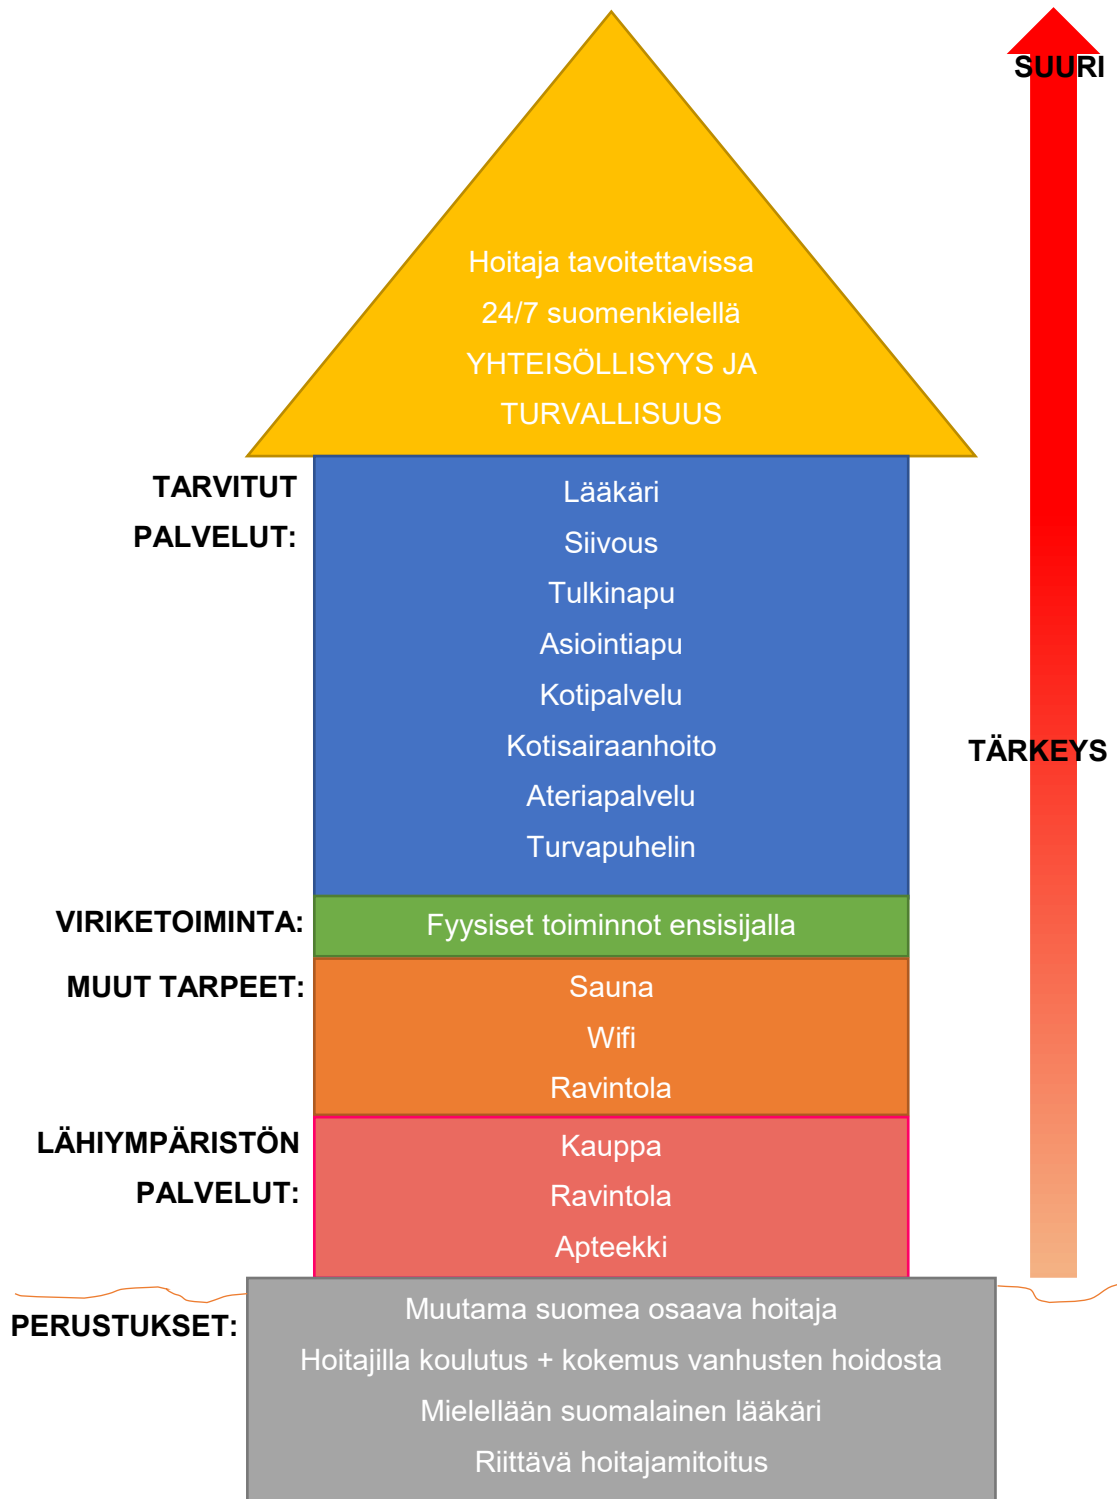 SUURI
Hoitaja tavoitettavissa
24/7 suomenkielellä
YHTEISÖLLISYYS JA
TURVALLISUUS
TARVITUT
PALVELUT:
Lääkäri
Siivous
Tulkinapu
Asiointiapu
Kotipalvelu
Kotisairaanhoito
Ateriapalvelu
Turvapuhelin
TÄRKEYS
VIRIKETOIMINTA:
Fyysiset toiminnot ensisijalla
MUUT TARPEET:
Sauna
Wifi
Ravintola
LÄHIYMPÄRISTÖN
PALVELUT:
Kauppa
Ravintola
Apteekki
PERUSTUKSET:
Muutama suomea osaava hoitaja
Hoitajilla koulutus + kokemus vanhusten hoidosta
Mielellään suomalainen lääkäri
Riittävä hoitajamitoitus